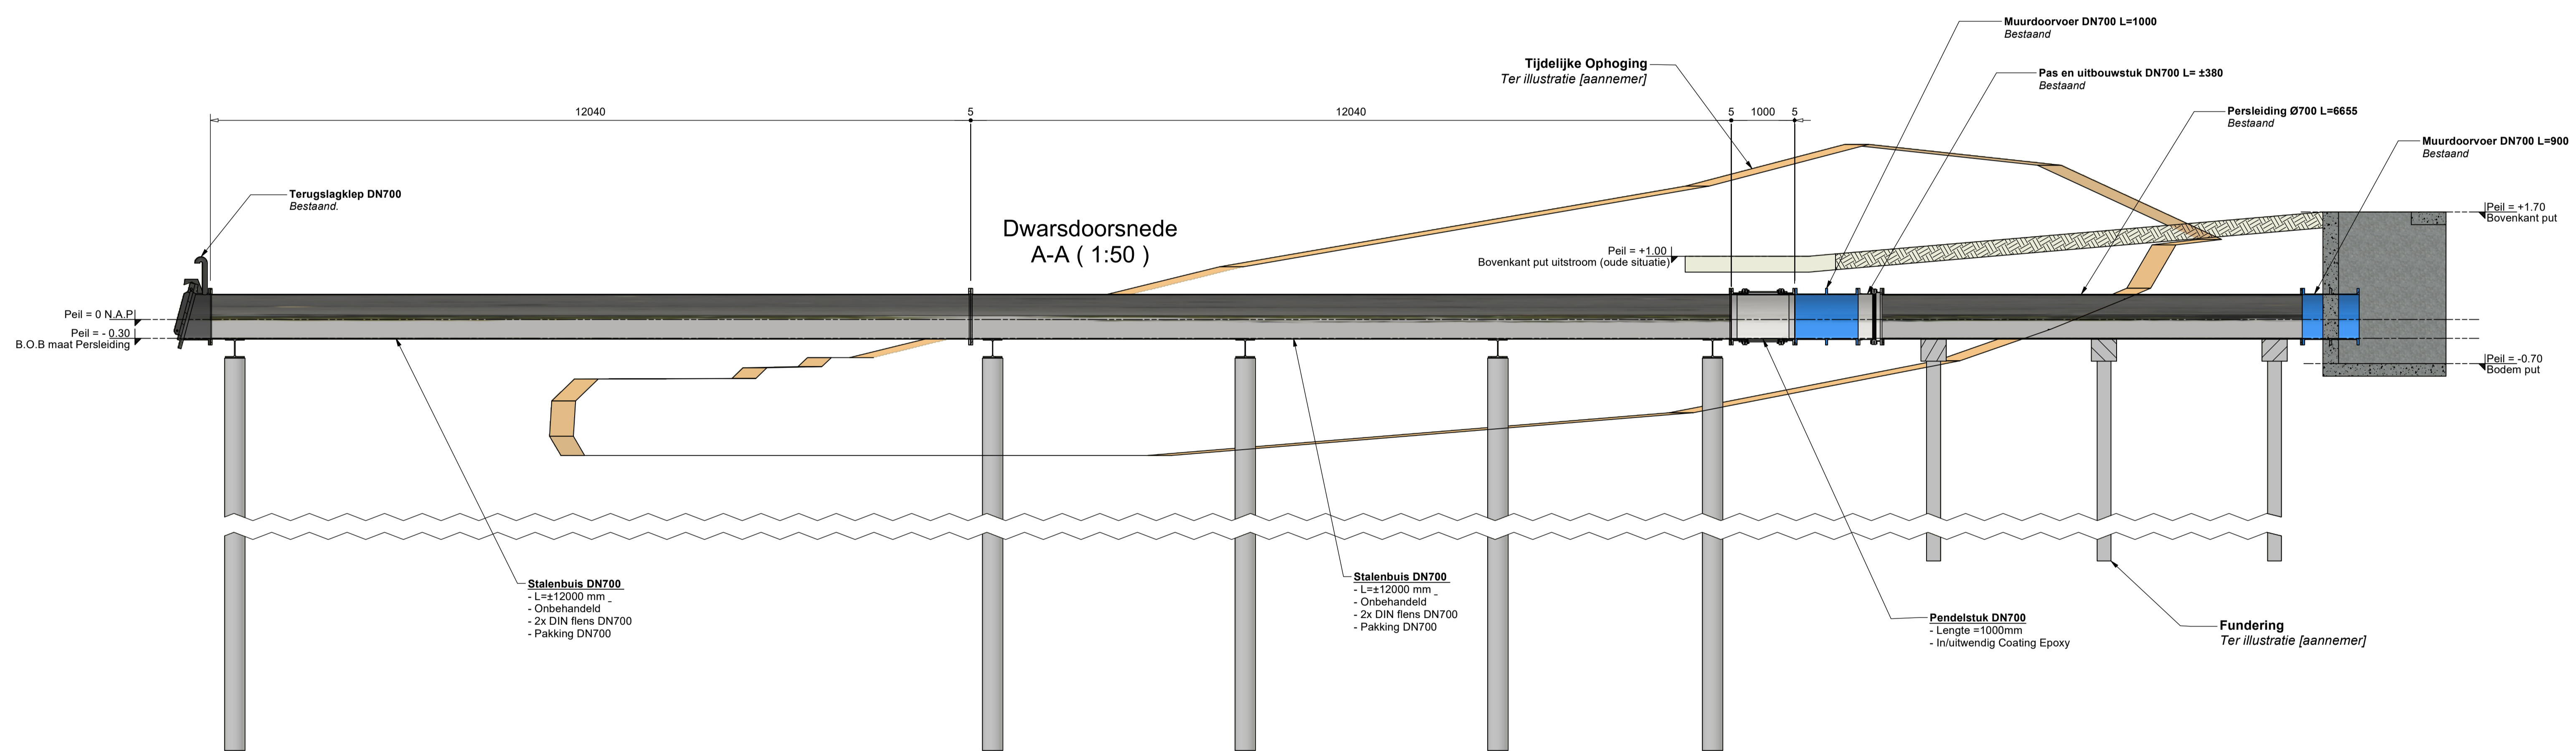 Muurdoorvoer DN700 L=1000
Bestaand
Tijdelijke Ophoging
Ter illustratie [aannemer]
Pas en uitbouwstuk DN700 L= ±380
Bestaand
12040
5
12040
5
1000
5
Persleiding Ø700 L=6655
Bestaand
Muurdoorvoer DN700 L=900
Bestaand
Terugslagklep DN700
Bestaand.
Dwarsdoorsnede
A-A ( 1:50 )
Peil = +1.70
Bovenkant put
Peil = +1.00
Bovenkant put uitstroom (oude situatie)
Peil = 0 N.A.P
Peil = - 0.30
B.O.B maat Persleiding
Peil = -0.70
Bodem put
Stalenbuis DN700
- L=±12000 mm
- Onbehandeld
- 2x DIN flens DN700
- Pakking DN700
Stalenbuis DN700
- L=±12000 mm
- Onbehandeld
- 2x DIN flens DN700
- Pakking DN700
Pendelstuk DN700
- Lengte =1000mm
- In/uitwendig Coating Epoxy
Fundering
Ter illustratie [aannemer]